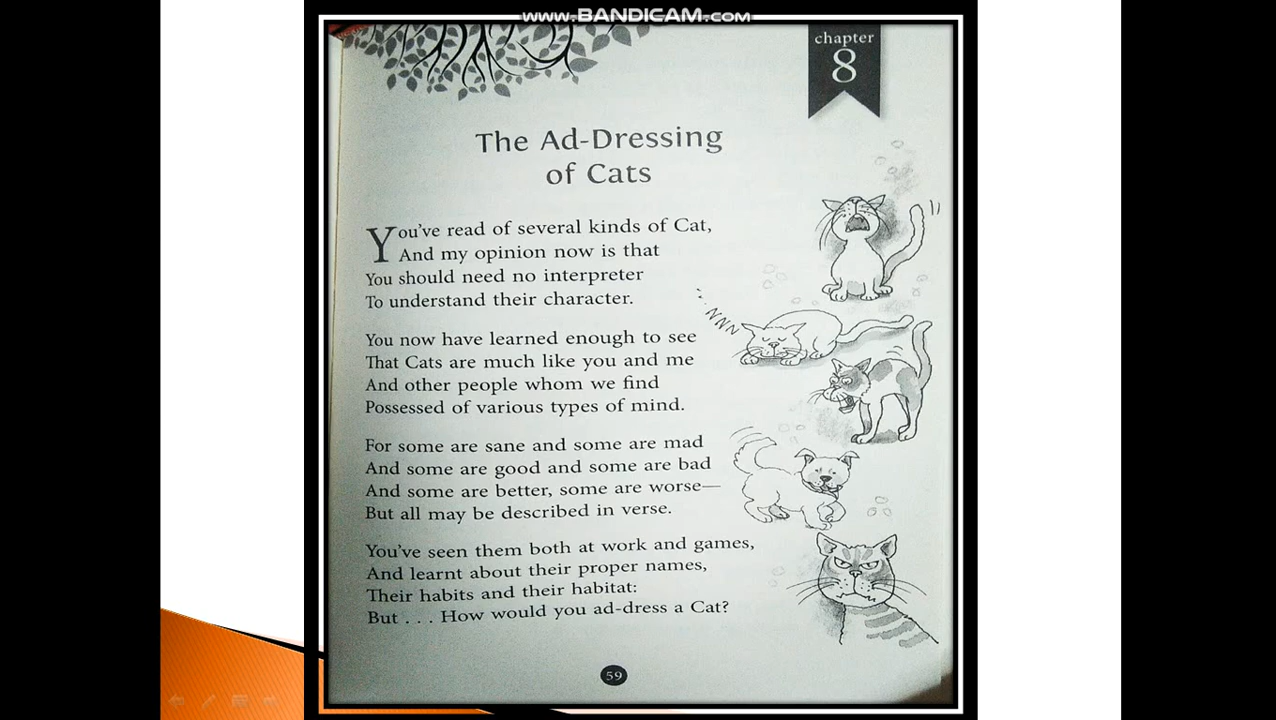 www.BANDICAM.com
chapter
8
The Ad-Dressing
of Cats
You've read of several kinds of Cat,
And my opinion now is that
You should need no interpreter
To understand their character.
You now have learned enough to see
That Cats are much like you and me
And other people whom we find
Possessed of various types of mind.
For some are sane and some are mad
And some are good and some are bad
And some are better, some are worse—
But all may be described in verse.
You've seen them both at work and games,
And learnt about their proper names,
Their habits and their habitat:
But . . . How would you ad-dress a Cat?
59